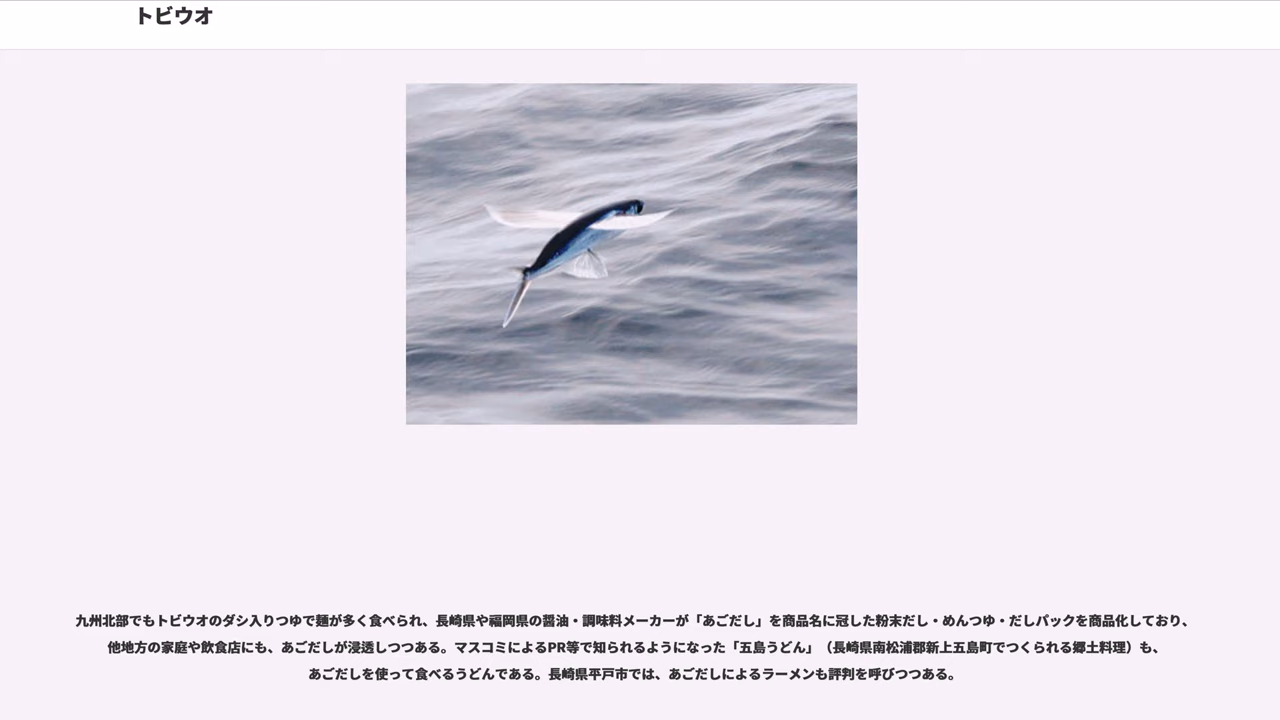 トビウオ
九州北部でもトビウオのダシ入りつゆで麺が多く食べられ、長崎県や福岡県の醤油・調味料メーカーが「あごだし」を商品名に冠した粉末だし・めんつゆ・だしパックを商品化しており、
他地方の家庭や飲食店にも、あごだしが浸透しつつある。マスコミによるPR等で知られるようになった「五島うどん」（長崎県南松浦郡新上五島町でつくられる郷土料理）も、
あごだしを使って食べるうどんである。長崎県平戸市では、あごだしによるラーメンも評判を呼びつつある。